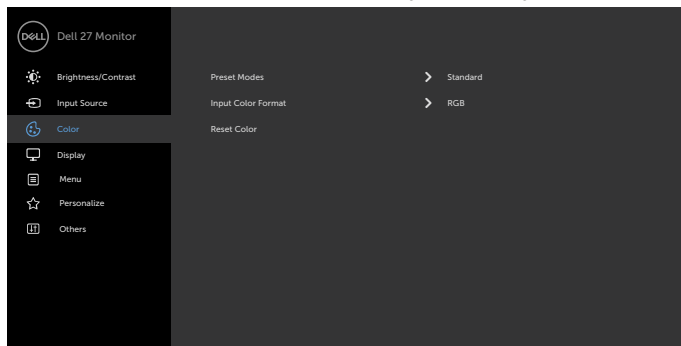 DELL Dell 27 Monitor
Brightness/Contrast
Input Source
Color
Display
Menu
Personalize
Others
Preset Modes Standard
Input Color Format RGB
Reset Color